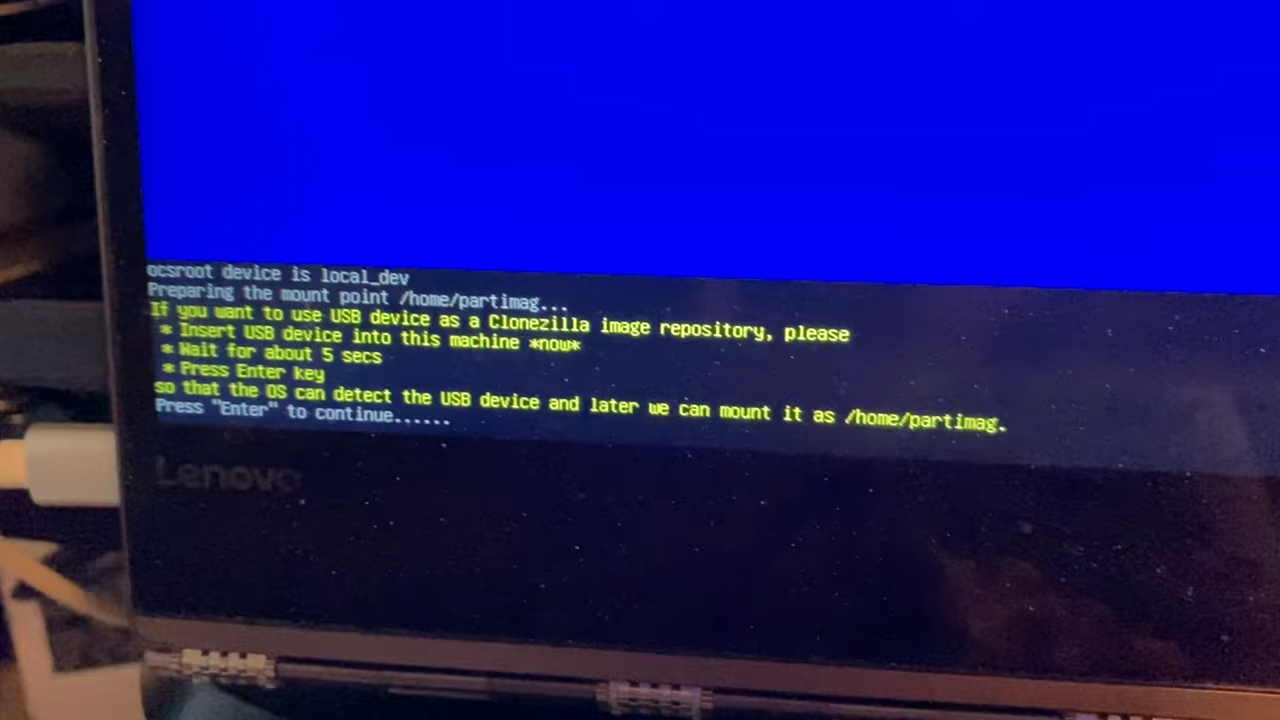 ocsroot device is local_dev
Preparing the mount point /home/partimag...
If you want to use USB device as a Clonezilla image repository, please
* Insert USB device into this machine *now*
* Wait for about 5 secs
* Press Enter key
so that the OS can detect the USB device and later we can mount it as /home/partimag.
Press "Enter" to continue......
Lenovo